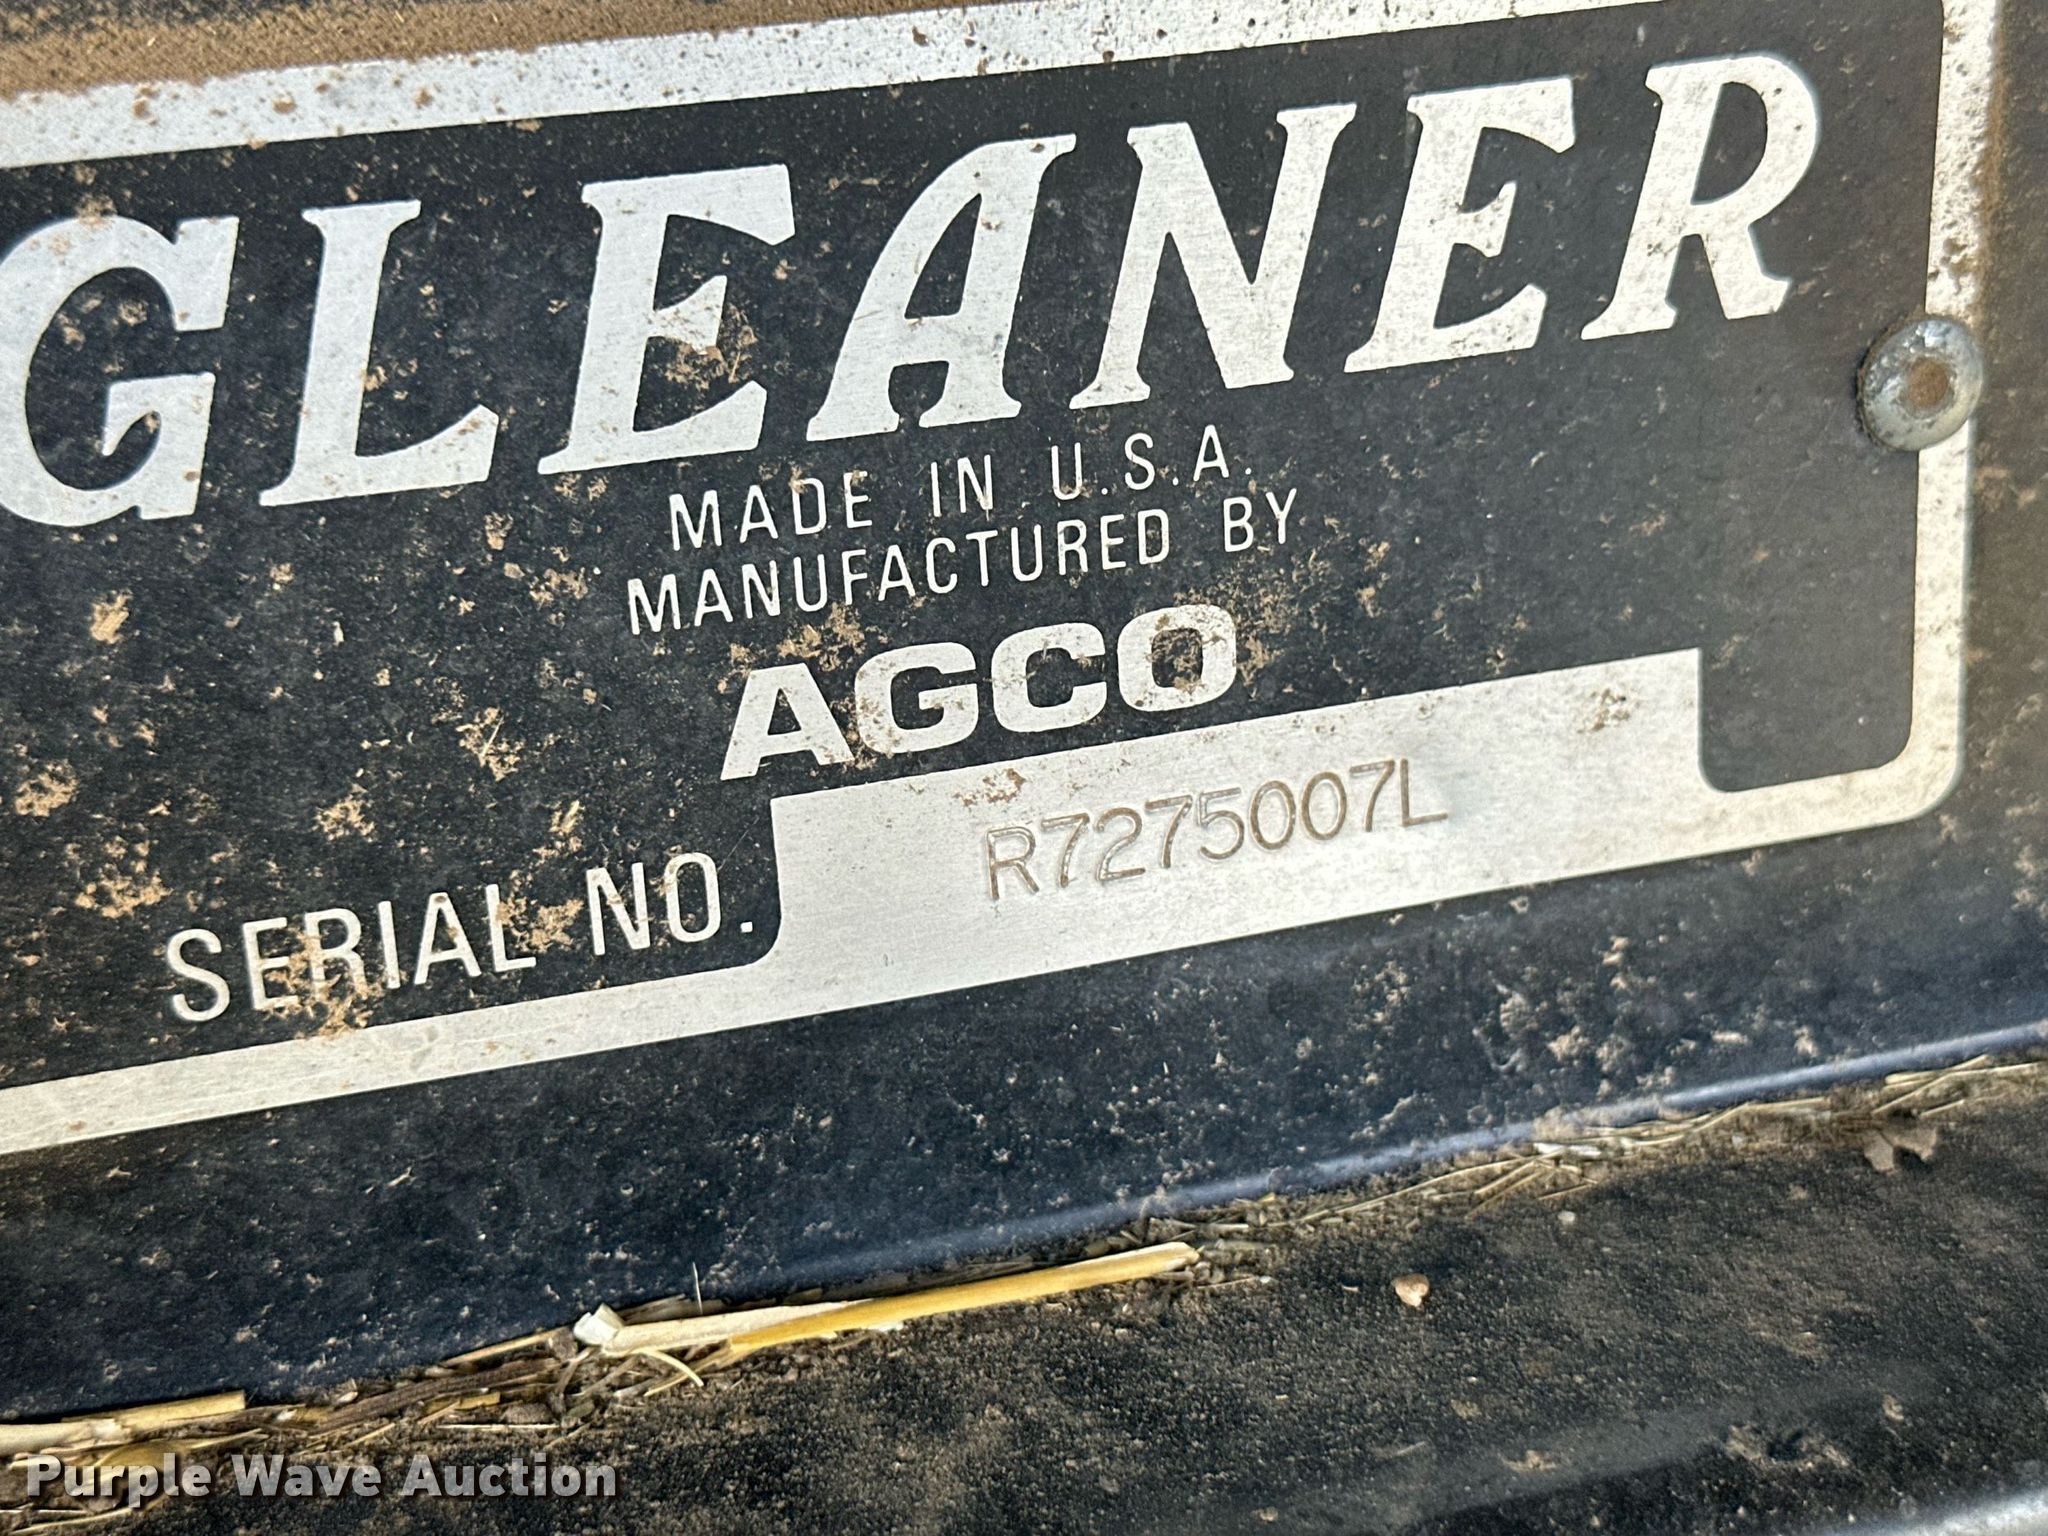 GLEANER
MADE IN U.S.A.
MANUFACTURED BY
AGCO
SERIAL NO. R7275007L
Purple Wave Auction